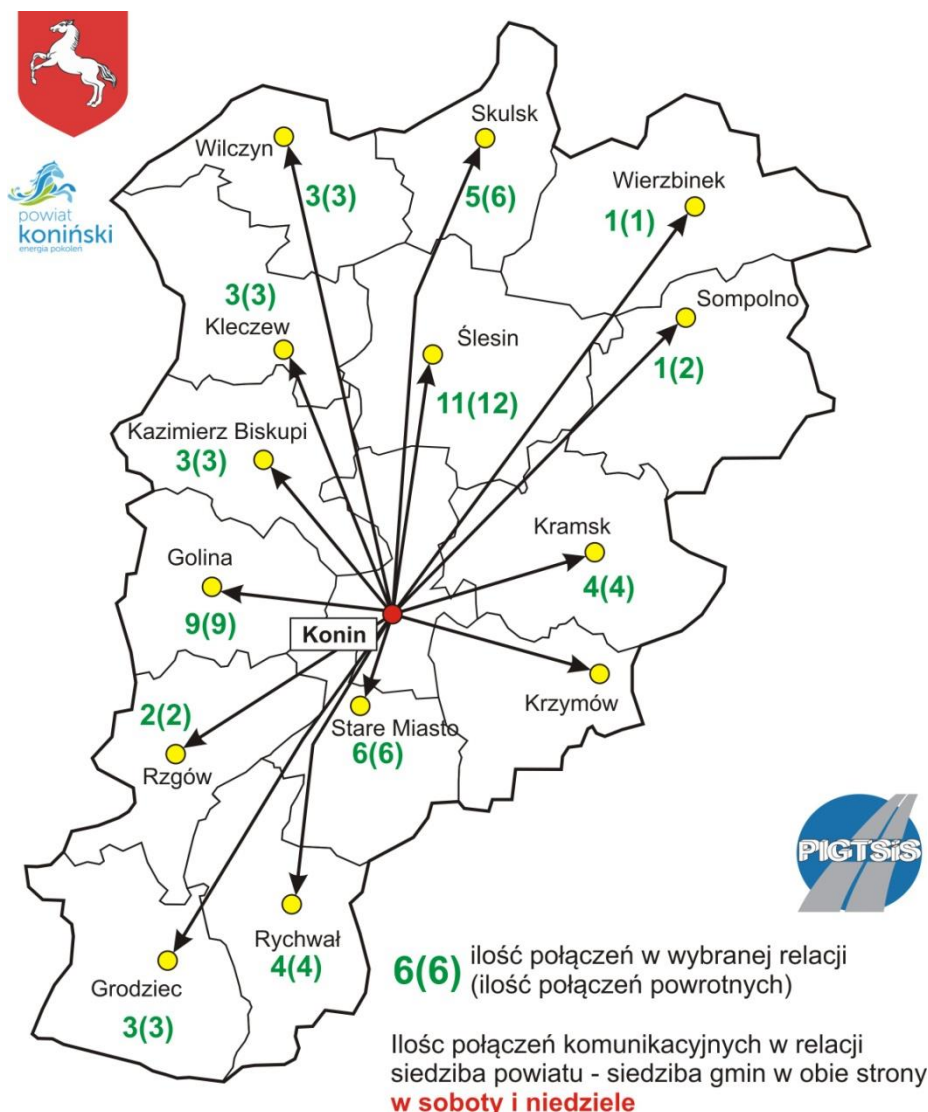 Skulsk
Wilczyn
Wierzbinek
3(3)
5(6)
powiat
koniński
energia pokoleń
1(1)
3(3)
Sompolno
Kleczew
Ślesin
1(2)
11(12)
Kazimierz Biskupi
3(3)
Kramsk
Golina
4(4)
9(9)
Konin
Krzymów
2(2)
Stare Miasto
6(6)
Rzgów
PIGTSiS
Rychwał
4(4)
Grodziec
3(3)
6(6) ilość połączeń w wybranej relacji
(ilość połączeń powrotnych)
Ilośc połączeń komunikacyjnych w relacji
siedziba powiatu - siedziba gmin w obie strony
w soboty i niedziele